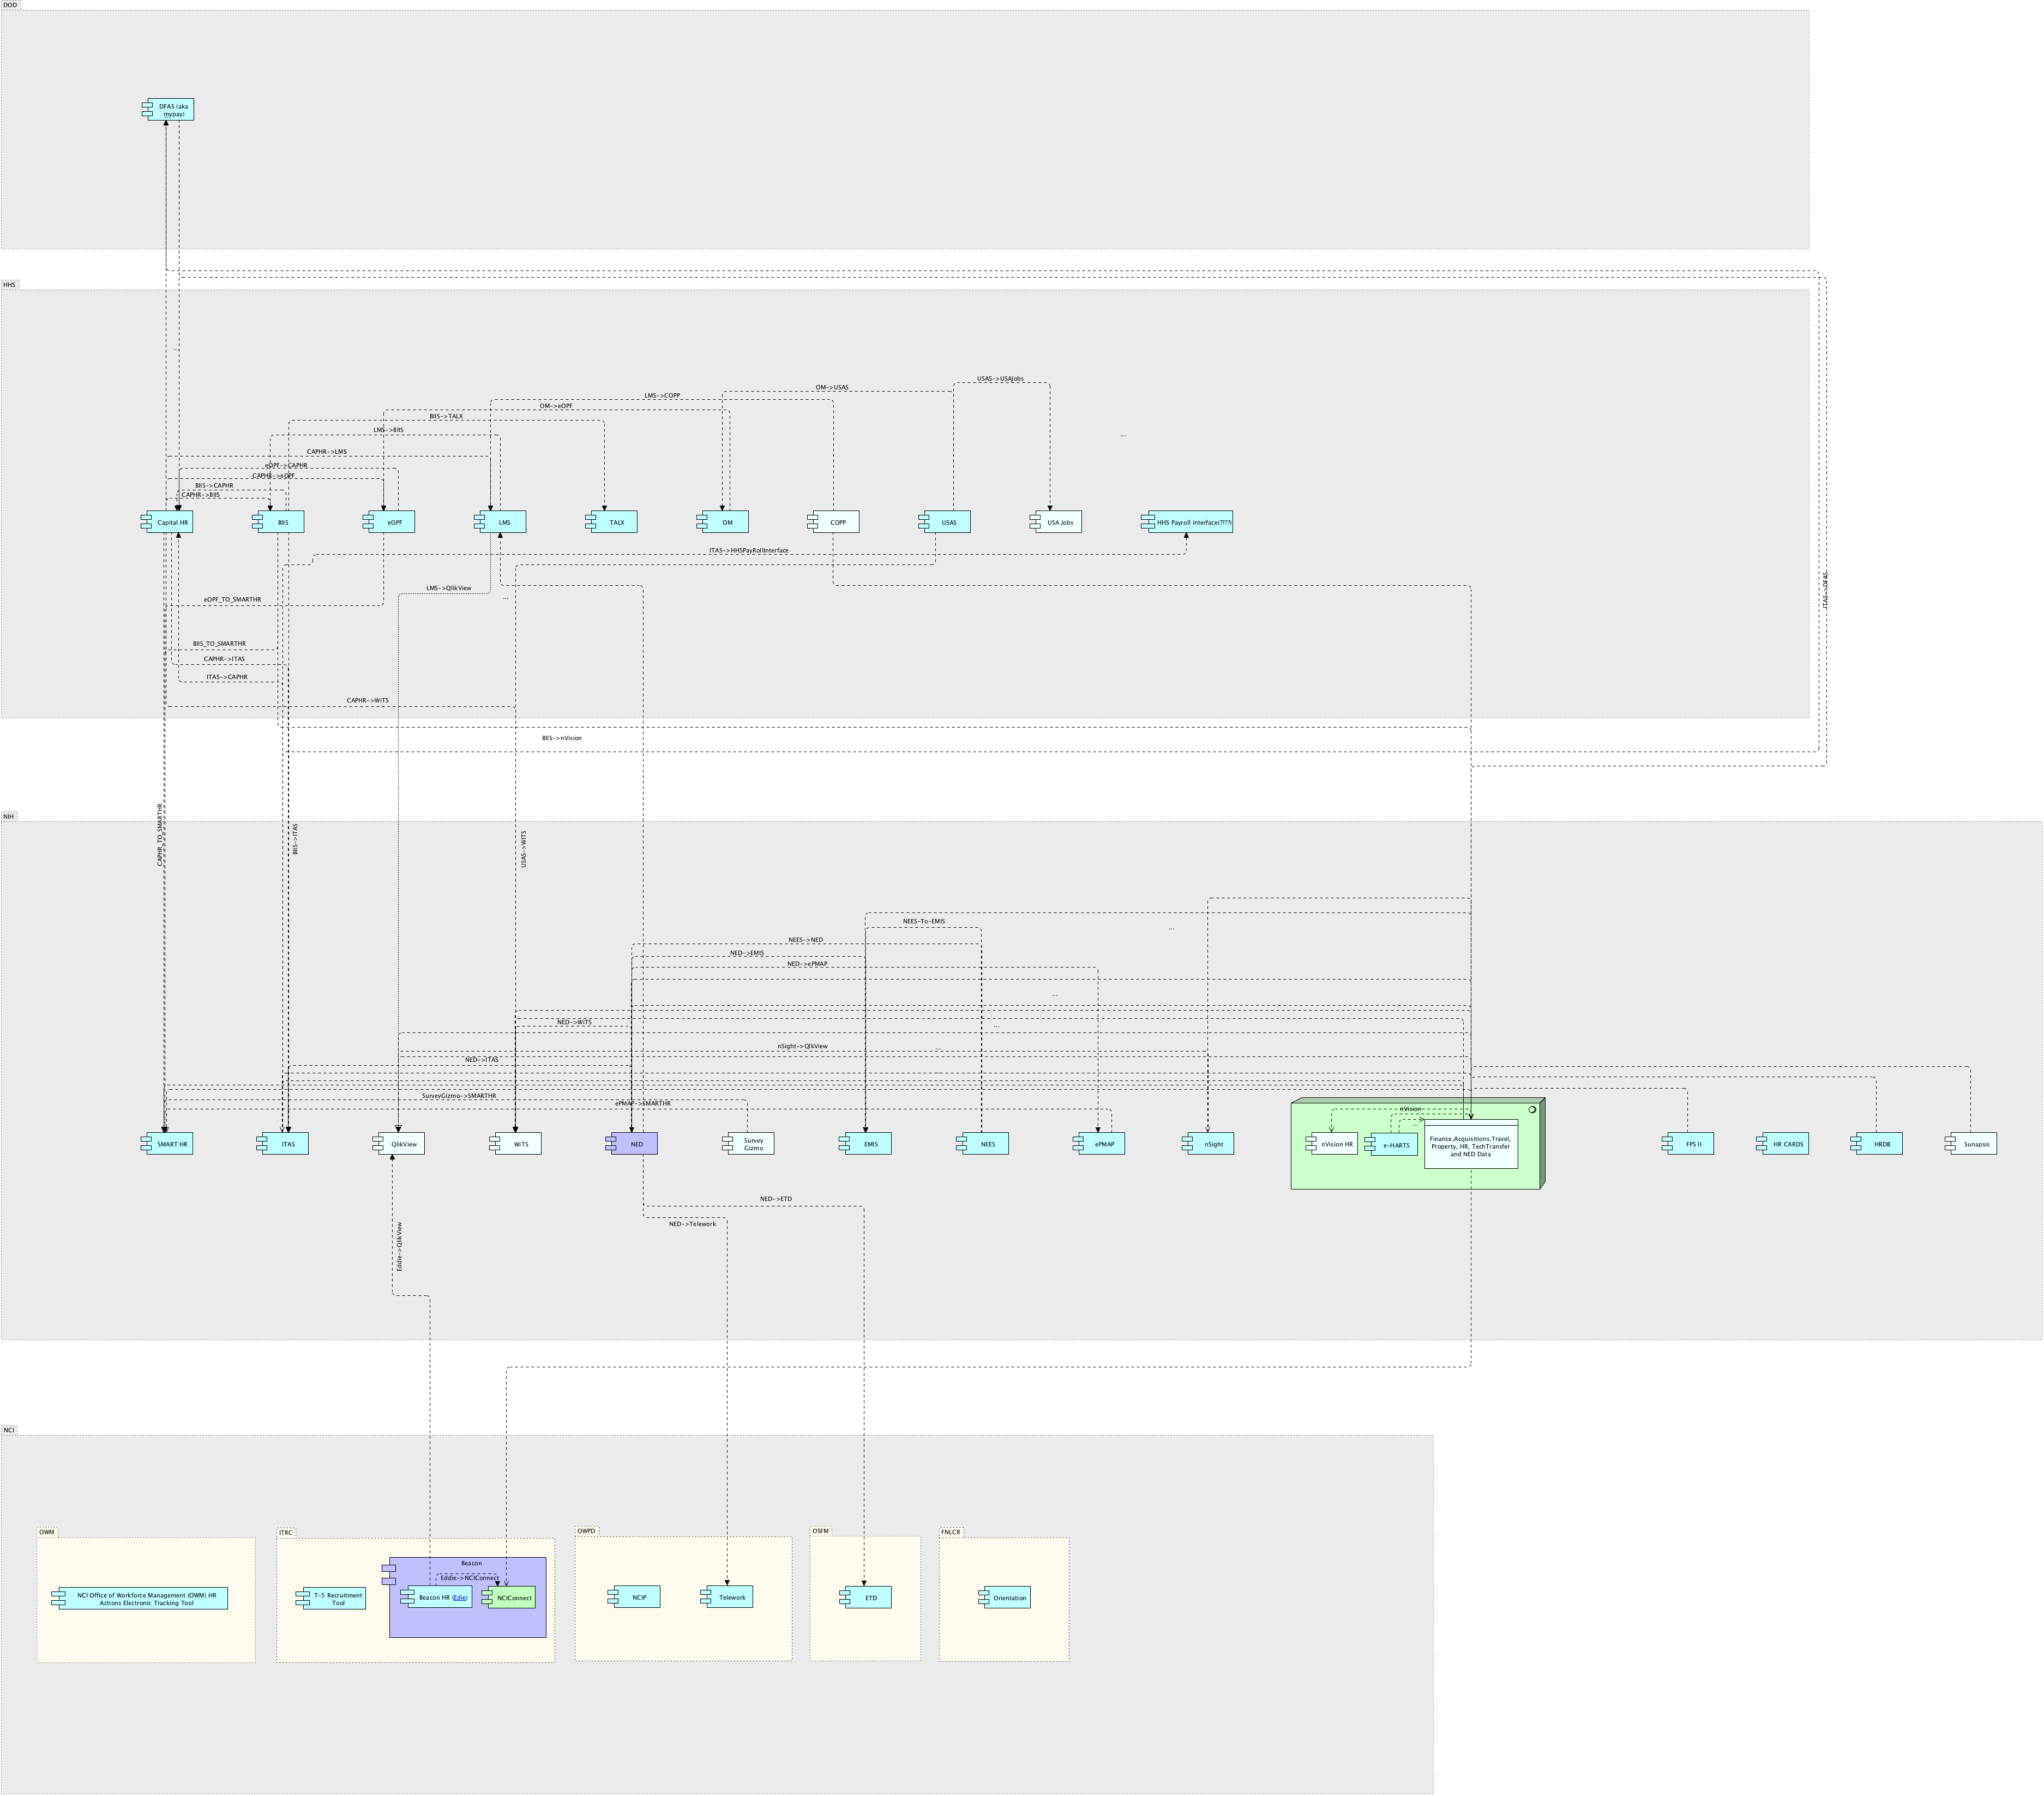 DOD
DFAS (aka
mypay)
HHS
...
USAS->USAJobs
OM->USAS
LMS->COPP
OM->eOPF
BIIS->TALX
LMS->BIIS
...
CAPHR->LMS
eOPF->CAPHR
CAPHR->eOPF
BIIS->CAPHR
CAPHR->BIIS
Capital HR
BIIS
eOPF
LMS
TALX
OM
COPP
USAS
USA Jobs
HHS Payroll interface(????)
ITAS->HHSPayRollInterface
LMS->QlikView
...
eOPF_TO_SMARTHR
ITAS->DFAS
BIIS_TO_SMARTHR
CAPHR->ITAS
ITAS->CAPHR
CAPHR->WiTS
BIIS->nVision
NIH
CAPHR_TO_SMARTHR
BIIS->ITAS
USAS->WITS
NEES-To-EMIS
...
NEES->NED
NED->EMIS
NED->ePMAP
...
NED->WiTS
...
nSight->QlkView
...
NED->ITAS
SurveyGizmo->SMARTHR
ePMAP->SMARTHR
nVision
...
SMART HR
ITAS
QlikView
WiTS
NED
Survey
Gizmo
EMIS
NEES
ePMAP
nSight
nVision HR
e-HARTS
Finance,Acquisitions,Travel,
Property, HR, TechTransfer
and NED Data
FPS II
HR CARDS
HRDB
Sunapsis
NED->ETD
NED->Telework
Eddie->QlikView
NCI
OWM
ITRC
OWPD
OSFM
FNLCR
Beacon
Eddie->NCIConnect
NCI Office of Workforce Management (OWM) HR
Actions Electronic Tracking Tool
T-5 Recruitment
Tool
Beacon HR (Edie)
NCIConnect
NCIP
Telework
ETD
Orientation